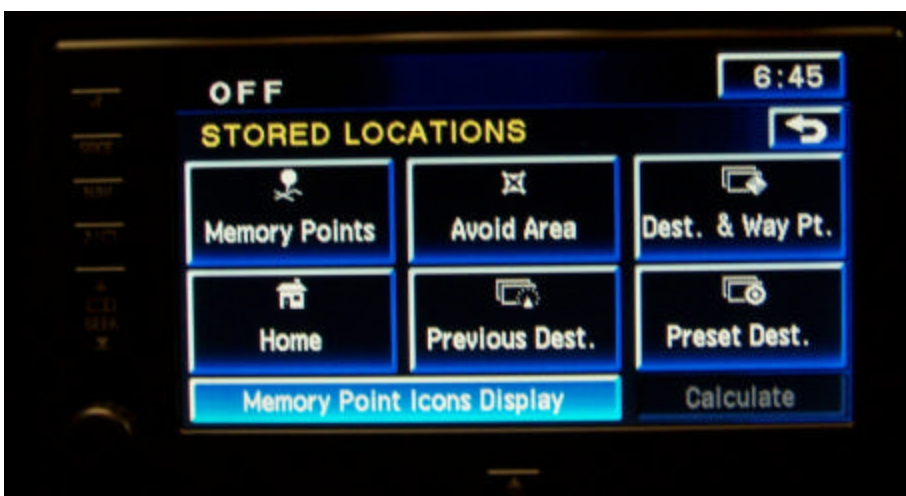 OFF
6:45
STORED LOCATIONS
Memory Points
Avoid Area
Dest. & Way Pt.
Home
Previous Dest.
Preset Dest.
Memory Point Icons Display
Calculate
SEEK